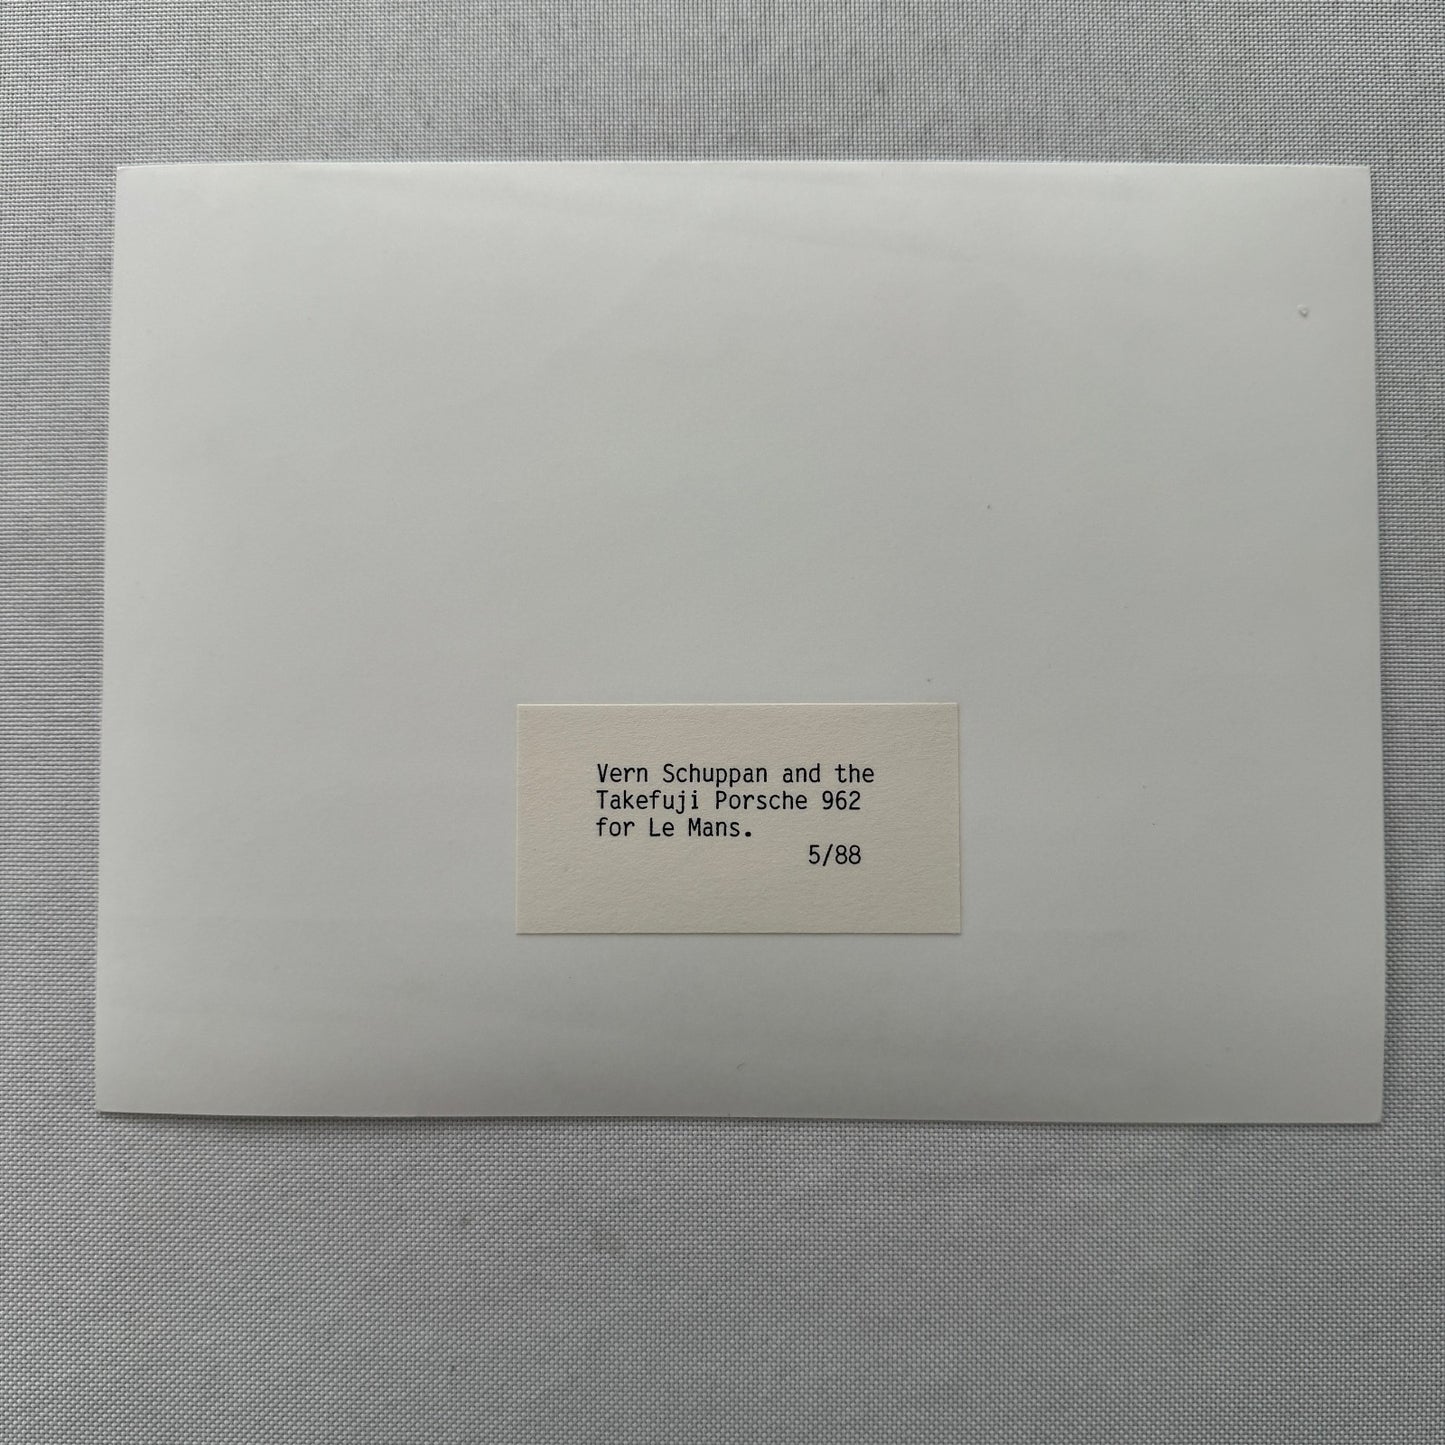 Vern Schuppan and the
Takefuji Porsche 962
for Le Mans.
5/88